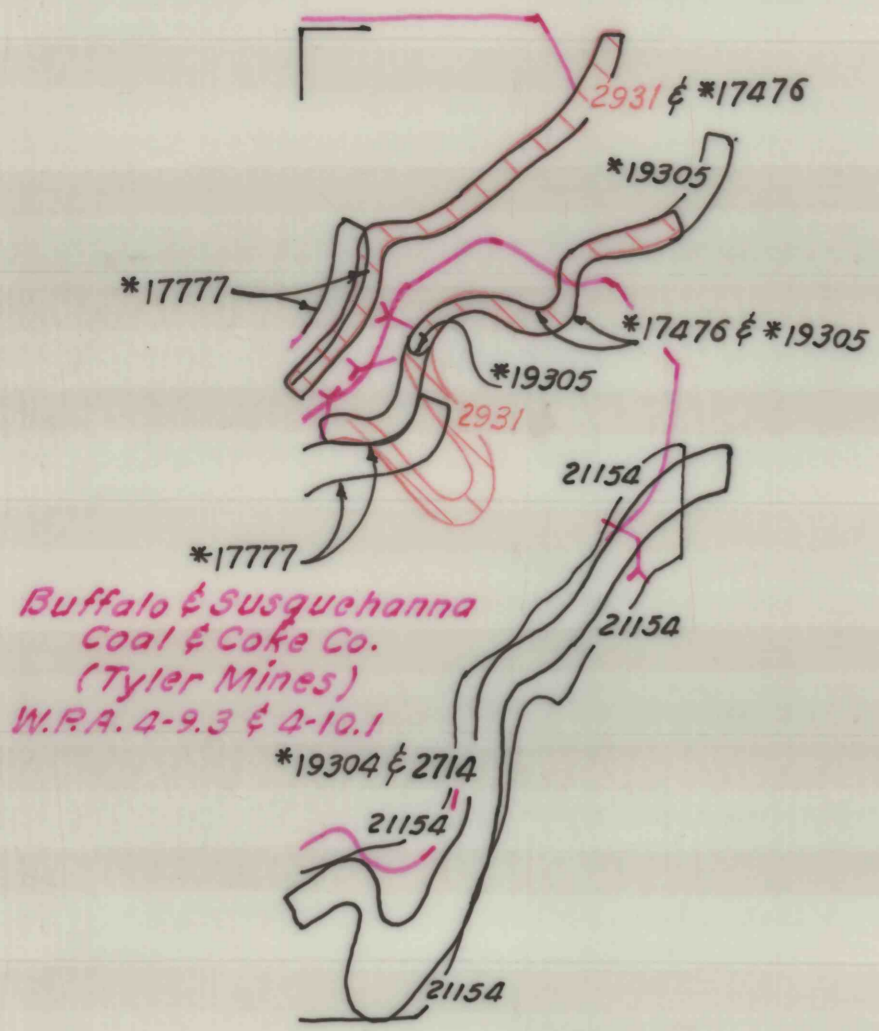 2931 & *17476
*19305
*17777
*17476 & *19305
*19305
2931
21154
*17777
Buffalo & Susquehanna
Coal & Coke Co.
(Tyler Mines)
W.P.A. 4-9.3 & 4-10.1
21154
*19304 & 2714
21154
21154